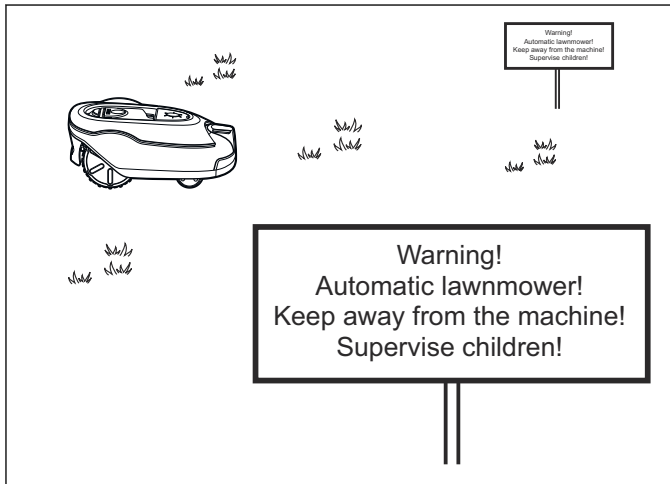 Warning!
Automatic lawnmower!
Keep away from the machine!
Supervise children!
Warning!
Automatic lawnmower!
Keep away from the machine!
Supervise children!